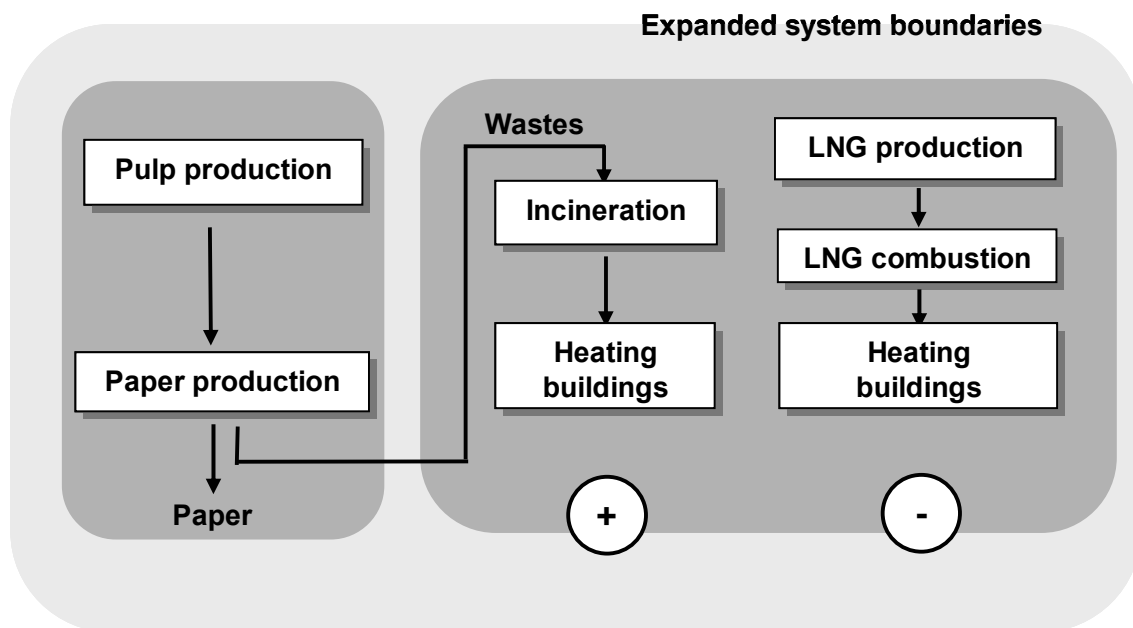 Expanded system boundaries
Pulp production
Paper production
Paper
Wastes
Incineration
Heating
buildings
+
LNG production
LNG combustion
Heating
buildings
-